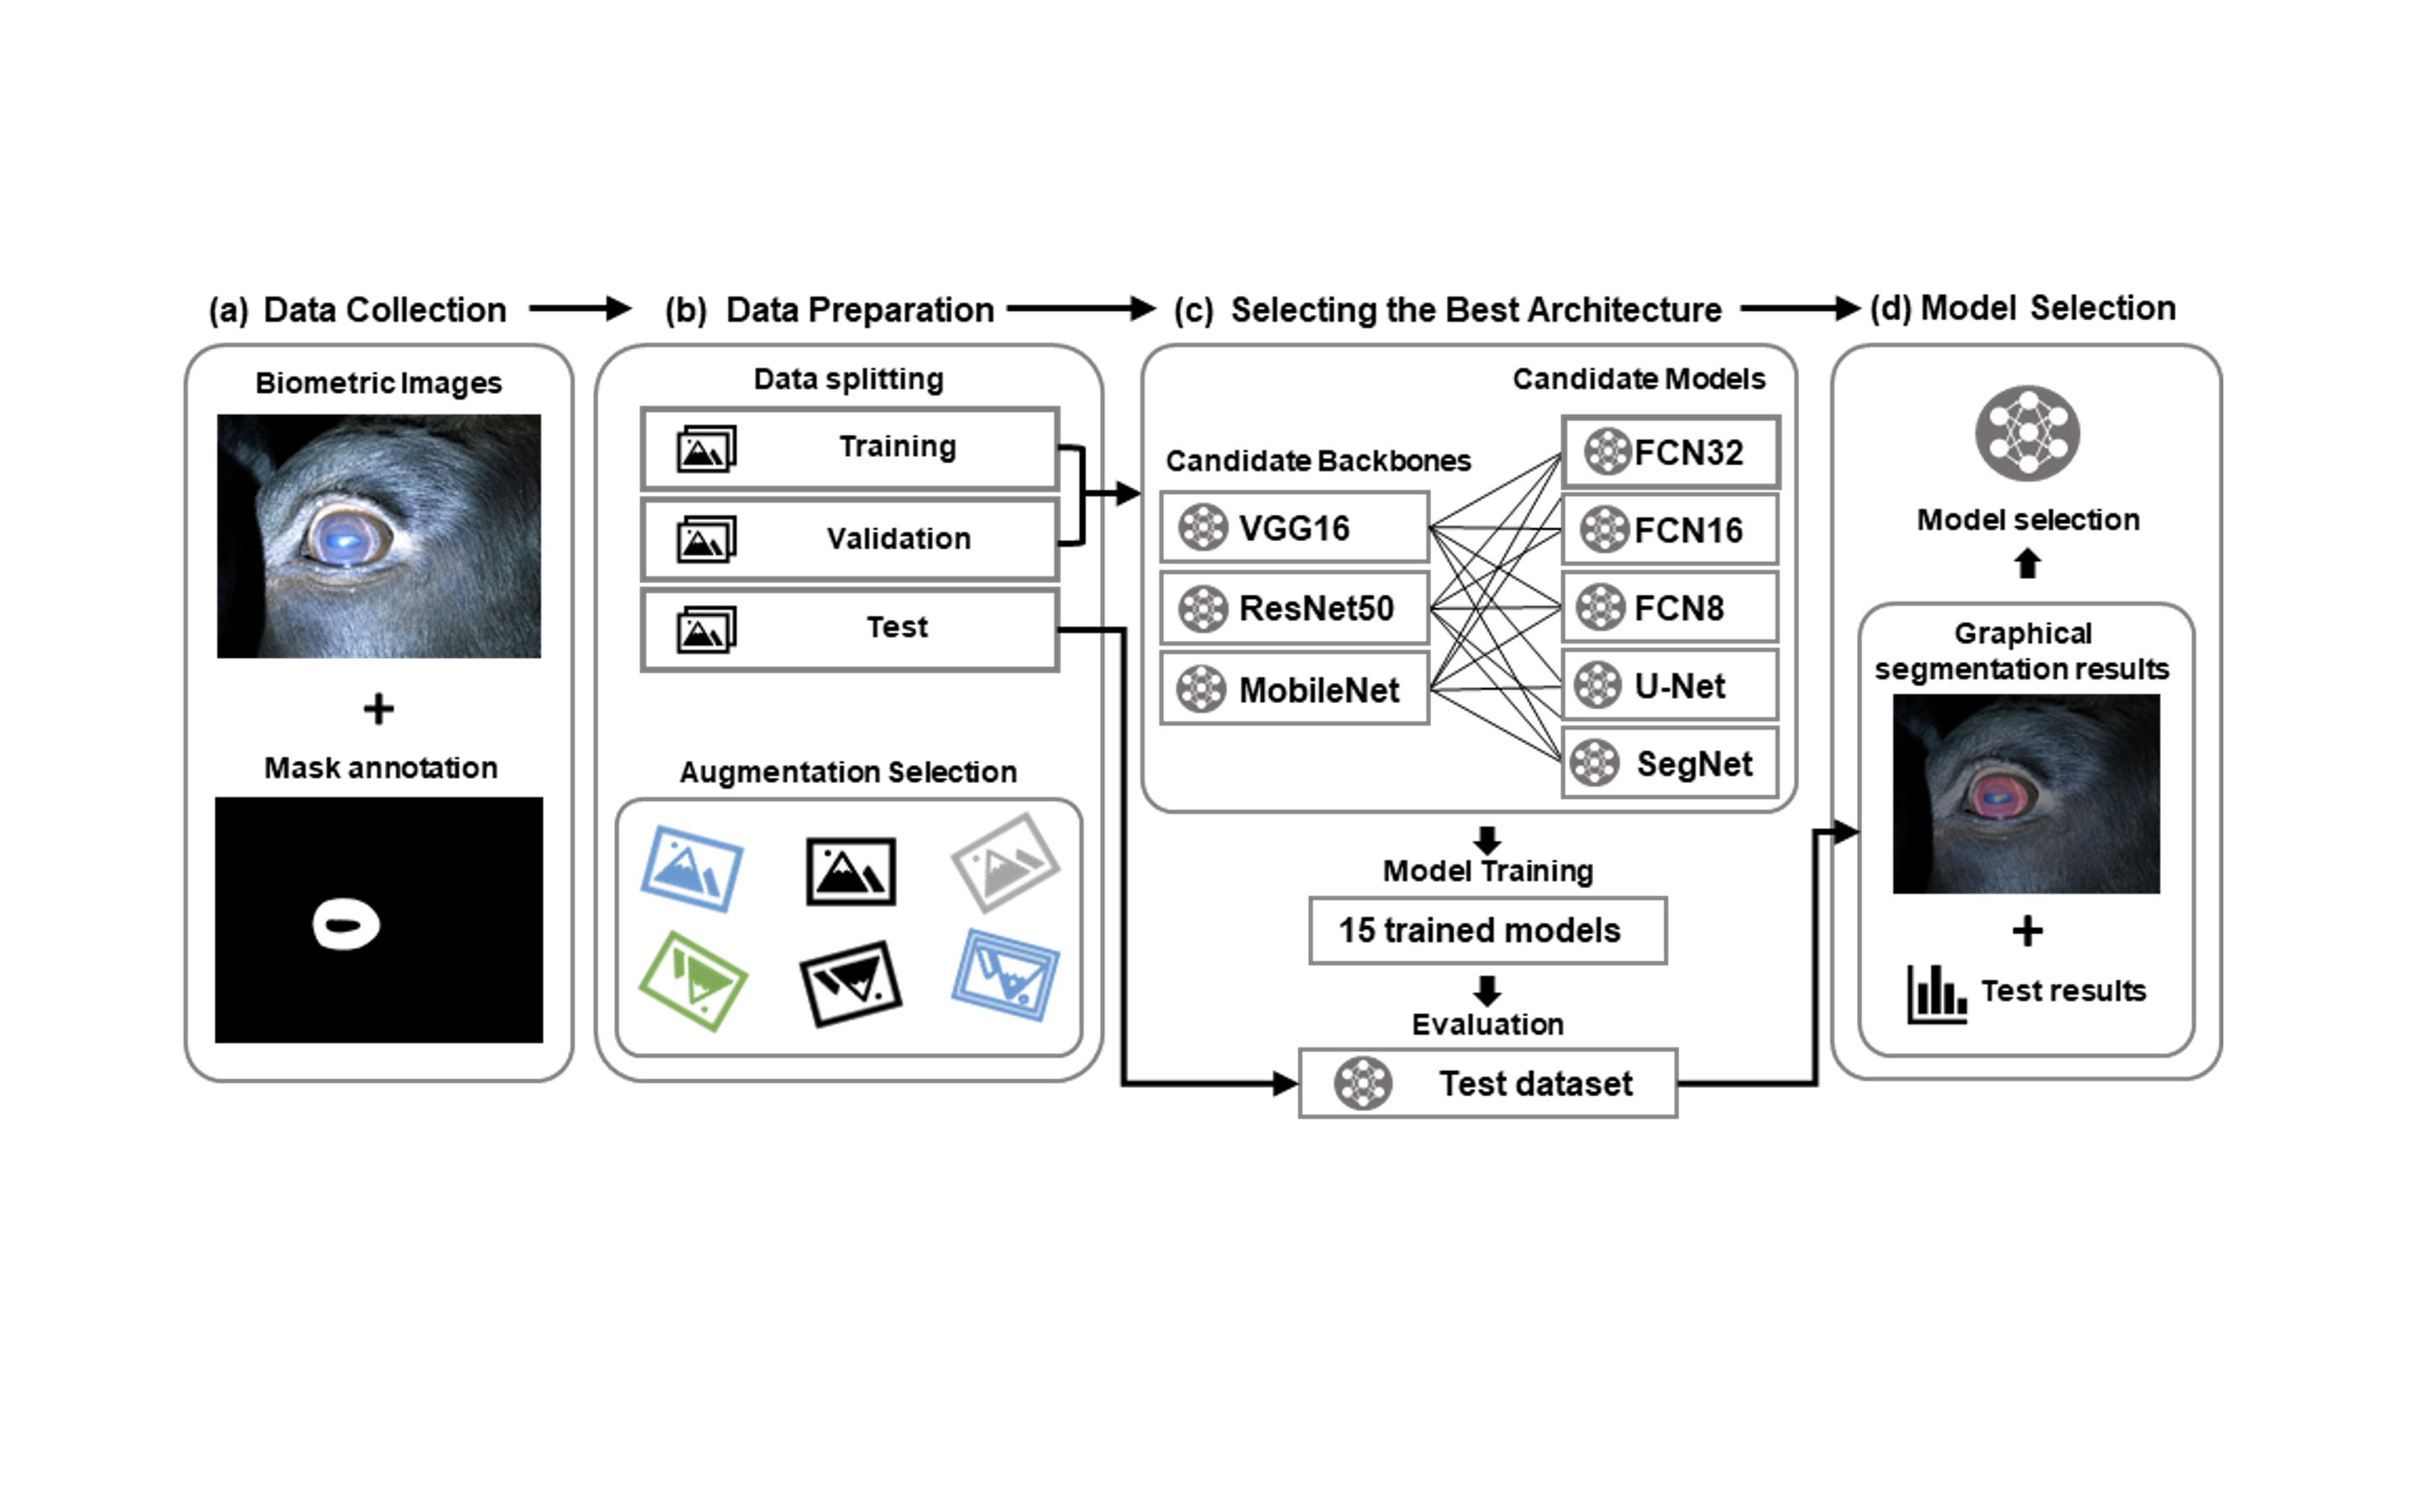 (a) Data Collection
(b) Data Preparation
(c) Selecting the Best Architecture
(d) Model Selection
Biometric Images
Mask annotation
Data splitting
Training
Validation
Test
Augmentation Selection
Candidate Models
Candidate Backbones
VGG16
ResNet50
MobileNet
FCN32
FCN16
FCN8
U-Net
SegNet
Model Training
15 trained models
Evaluation
Test dataset
Model selection
Graphical
segmentation results
Test results